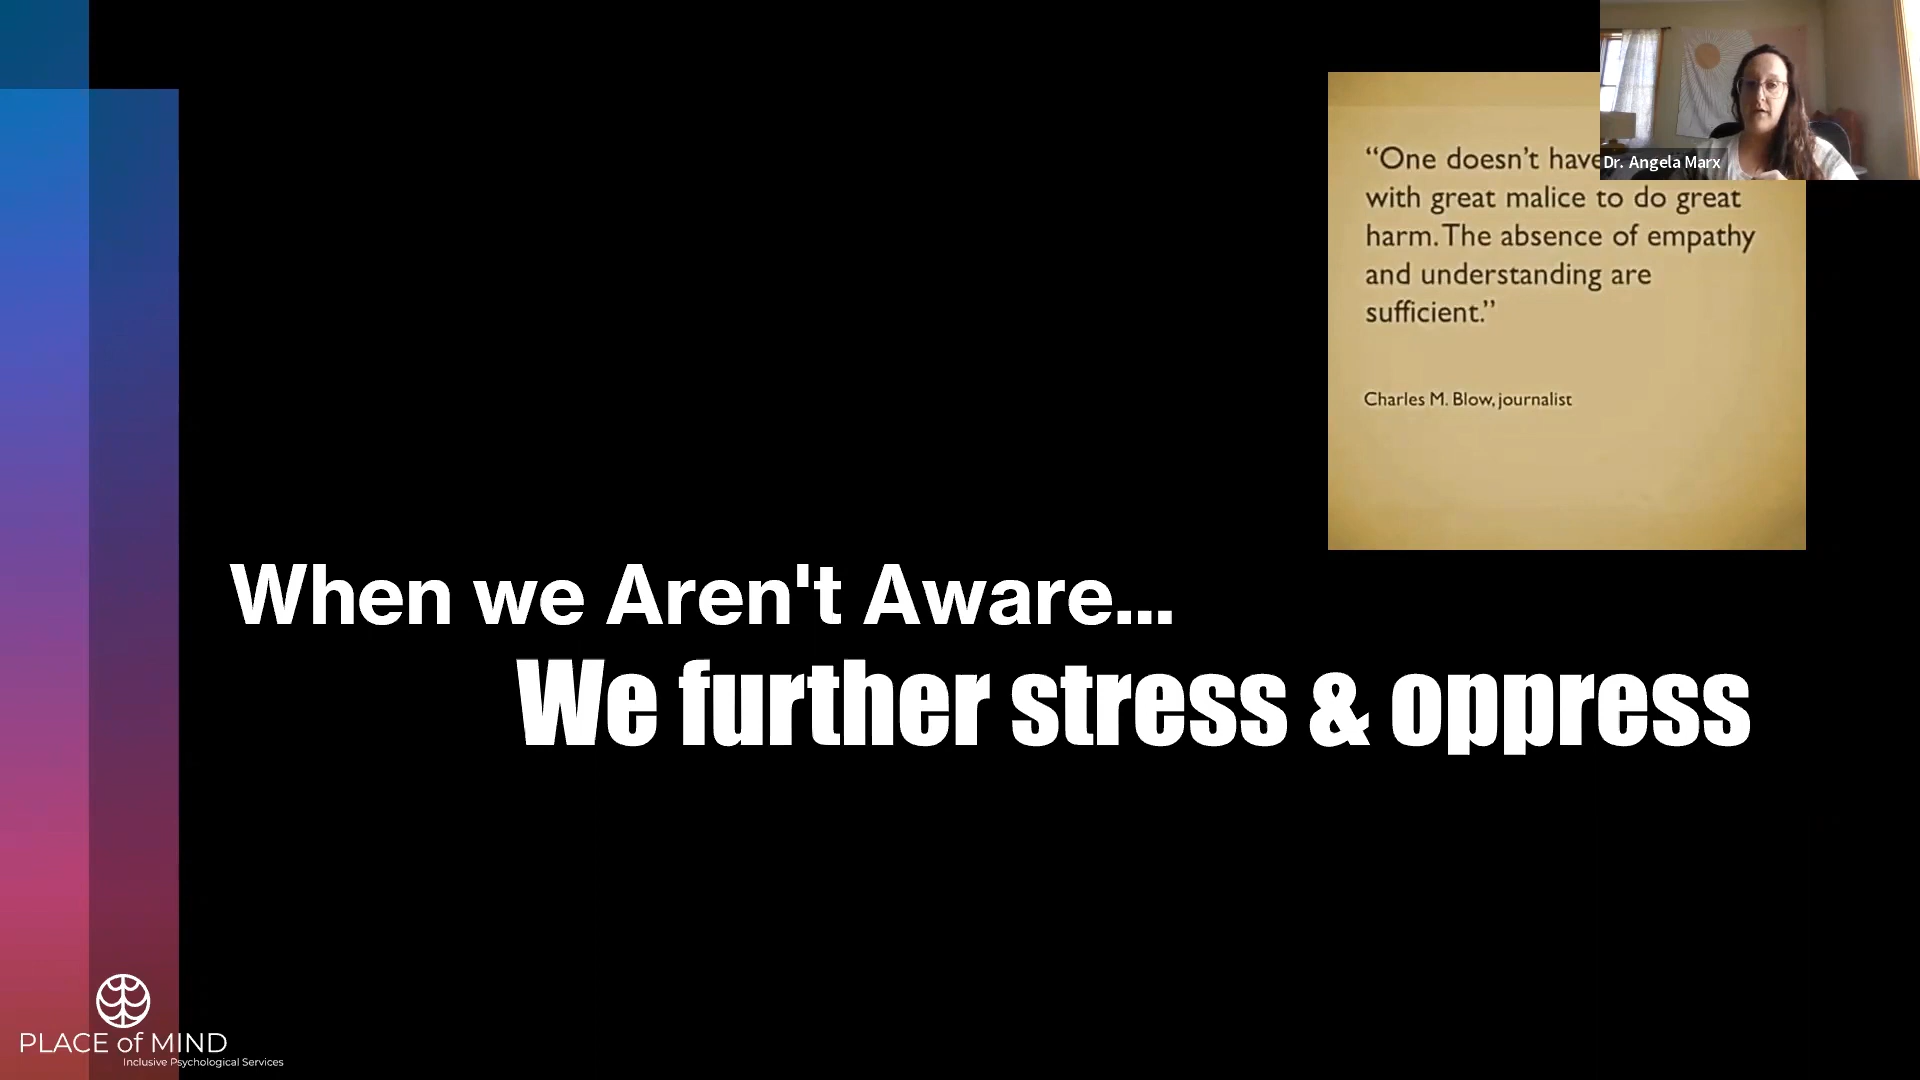 “One doesn’t have
with great malice to do great
harm. The absence of empathy
and understanding are
sufficient.”
Charles M. Blow, journalist
Dr. Angela Marx
When we Aren't Aware...
We further stress & oppress
PLACE of MIND
Inclusive Psychological Services